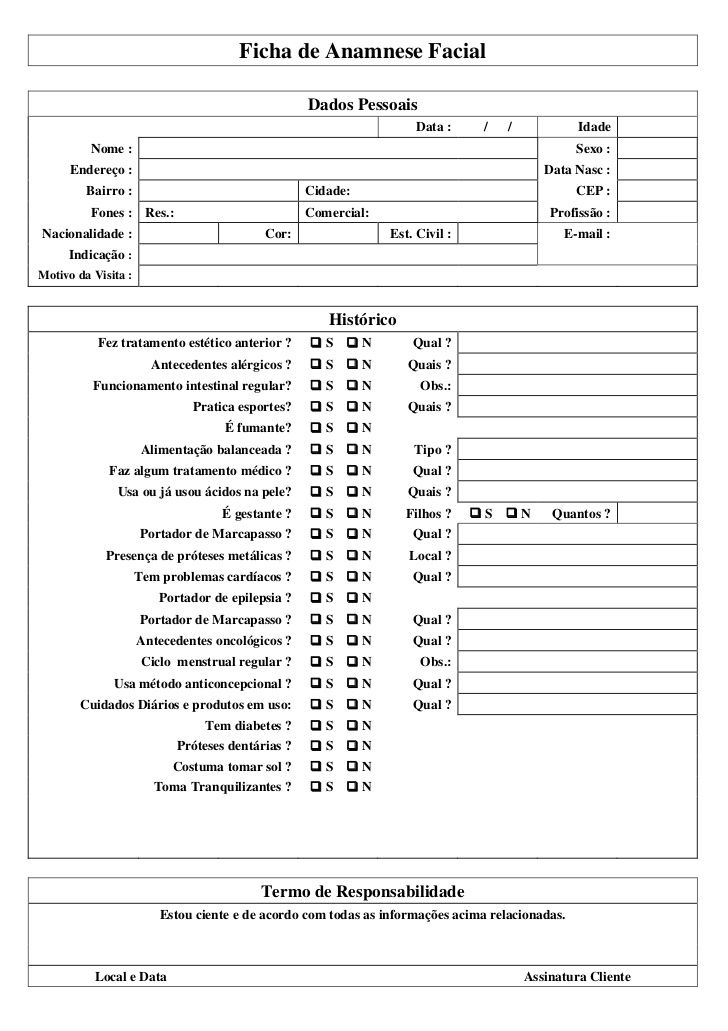 Ficha de Anamnese Facial
Dados Pessoais
Data : / / Idade
Nome : Sexo :
Endereço : Data Nasc :
Bairro : Cidade: CEP :
Fones : Res.: Comercial: Profissão :
Nacionalidade : Cor: Est. Civil : E-mail :
Indicação :
Motivo da Visita :
Histórico
Fez tratamento estético anterior ? ❑ S ❑ N Qual ?
Antecedentes alérgicos ? ❑ S ❑ N Quais ?
Funcionamento intestinal regular? ❑ S ❑ N Obs.:
Pratica esportes? ❑ S ❑ N Quais ?
É fumante? ❑ S ❑ N
Alimentação balanceada ? ❑ S ❑ N Tipo ?
Faz algum tratamento médico ? ❑ S ❑ N Qual ?
Usa ou já usou ácidos na pele? ❑ S ❑ N Quais ?
É gestante ? ❑ S ❑ N Filhos ? ❑ S ❑ N Quantos ?
Portador de Marcapasso ? ❑ S ❑ N Qual ?
Presença de próteses metálicas ? ❑ S ❑ N Local ?
Tem problemas cardíacos ? ❑ S ❑ N Qual ?
Portador de epilepsia ? ❑ S ❑ N
Portador de Marcapasso ? ❑ S ❑ N Qual ?
Antecedentes oncológicos ? ❑ S ❑ N Qual ?
Ciclo menstrual regular ? ❑ S ❑ N Obs.:
Usa método anticoncepcional ? ❑ S ❑ N Qual ?
Cuidados Diários e produtos em uso: ❑ S ❑ N Qual ?
Tem diabetes ? ❑ S ❑ N
Próteses dentárias ? ❑ S ❑ N
Costuma tomar sol ? ❑ S ❑ N
Toma Tranquilizantes ? ❑ S ❑ N
Termo de Responsabilidade
Estou ciente e de acordo com todas as informações acima relacionadas.
Local e Data Assinatura Cliente